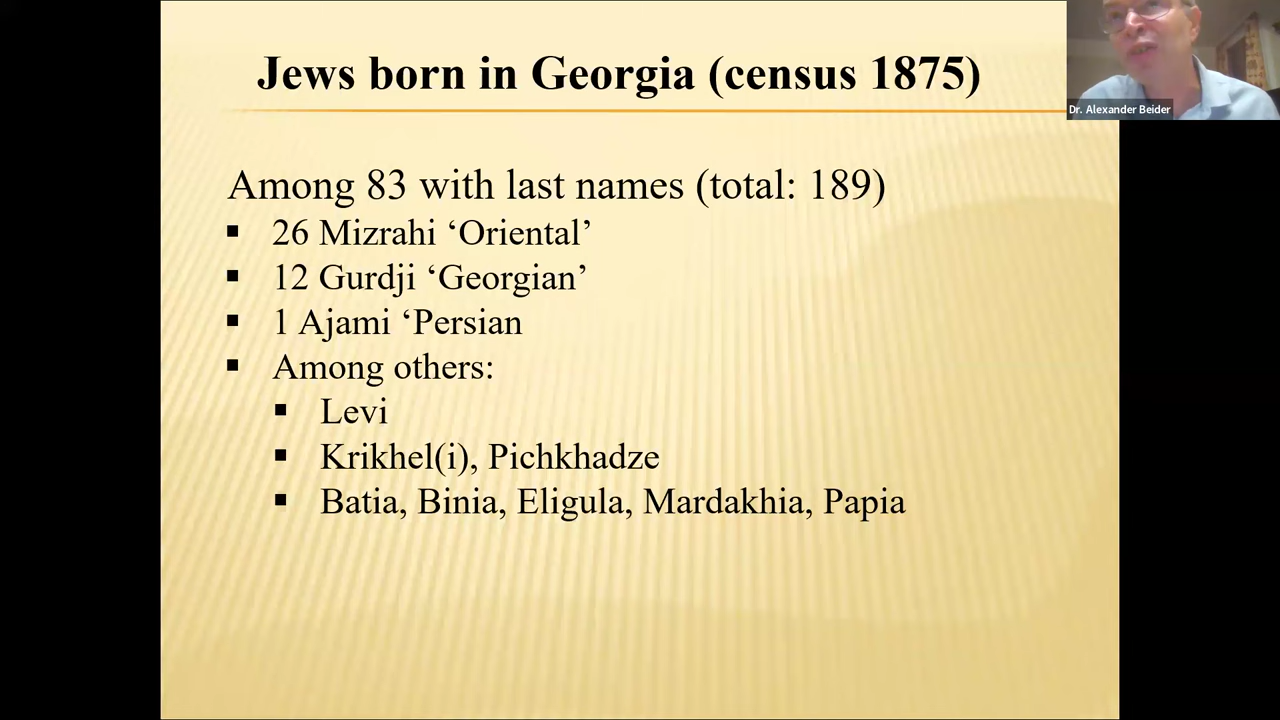 Jews born in Georgia (census 1875)
Dr. Alexander Beider
Among 83 with last names (total: 189)
▪ 26 Mizrahi ‘Oriental’
▪ 12 Gurdji ‘Georgian’
▪ 1 Ajami ‘Persian
▪ Among others:
▪ Levi
▪ Krikhel(i), Pichkhadze
▪ Batia, Binia, Eligula, Mardakhia, Papia